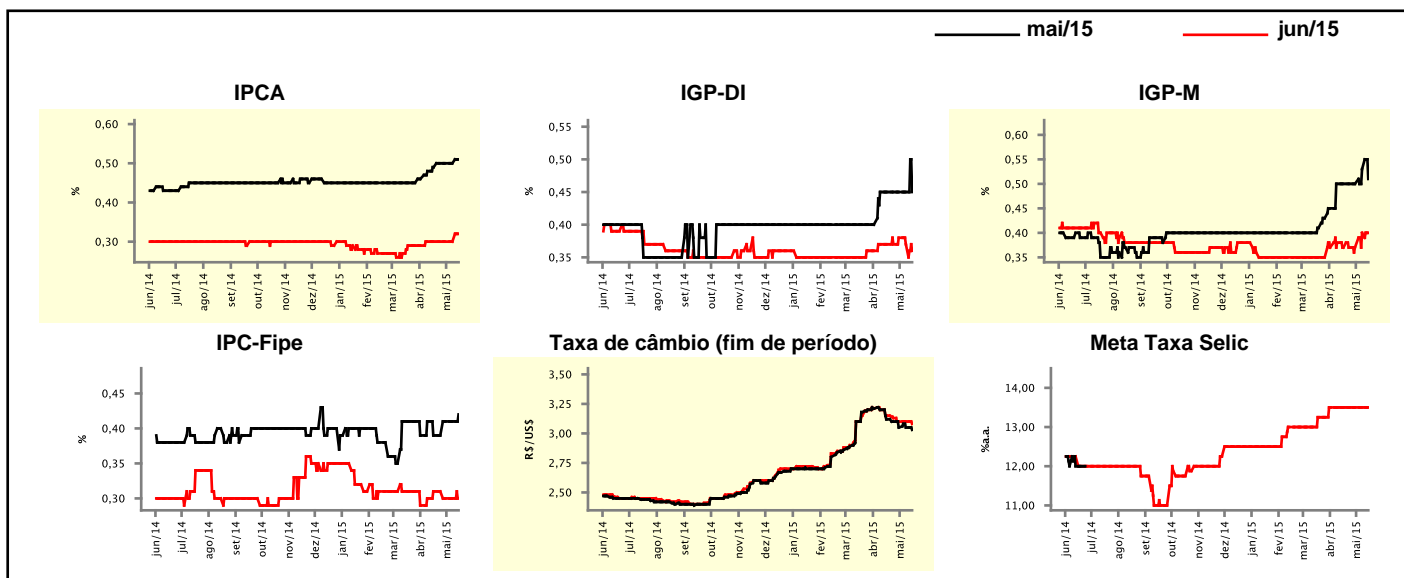 mai/15 jun/15
IPCA
0,60
0,50
%
0,40
0,30
jun/14 jul/14 ago/14 set/14 out/14 nov/14 dez/14 jan/15 fev/15 mar/15 abr/15 mai/15
IGP-DI
0,55
0,50
%
0,45
0,40
0,35
jun/14 jul/14 ago/14 set/14 out/14 nov/14 dez/14 jan/15 fev/15 mar/15 abr/15 mai/15
IGP-M
0,60
0,55
%
0,50
0,45
0,40
0,35
jun/14 jul/14 ago/14 set/14 out/14 nov/14 dez/14 jan/15 fev/15 mar/15 abr/15 mai/15
IPC-Fipe
0,45
%
0,40
0,35
0,30
jun/14 jul/14 ago/14 set/14 out/14 nov/14 dez/14 jan/15 fev/15 mar/15 abr/15 mai/15
Taxa de câmbio (fim de período)
3,50
3,25
R$/US$
3,00
2,75
2,50
jun/14 jul/14 ago/14 set/14 out/14 nov/14 dez/14 jan/15 fev/15 mar/15 abr/15 mai/15
Meta Taxa Selic
14,00
13,00
%a.a.
12,00
11,00
jun/14 jul/14 ago/14 set/14 out/14 nov/14 dez/14 jan/15 fev/15 mar/15 abr/15 mai/15